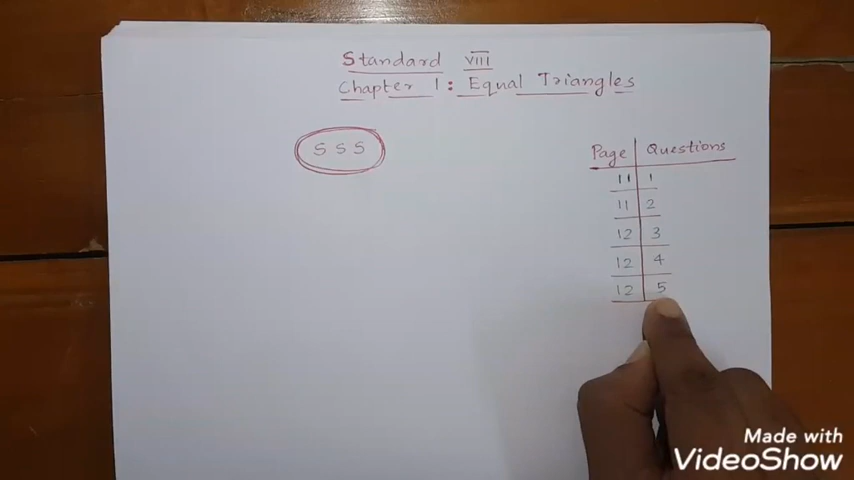 Standard VIII
Chapter 1 : Equal Triangles
S S S
Page Questions
11 1
11 2
12 3
12 4
12 5
Made With
VideoShow